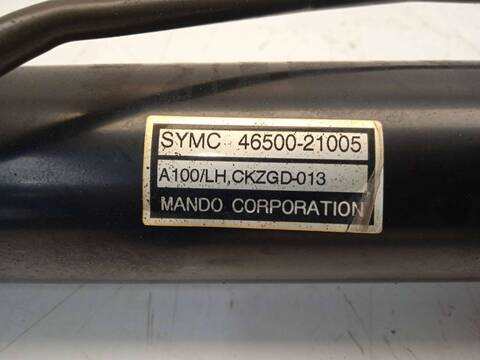 SYMC 46500-21005
A100/LH,CKZGD-013
MANDO CORPORATION